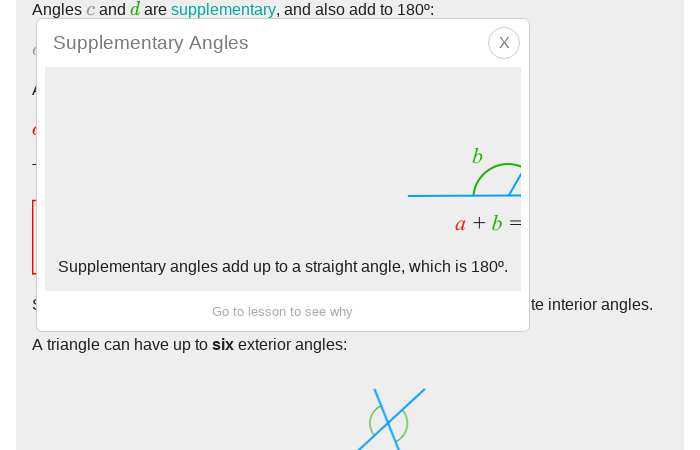 Angles c and d are supplementary, and also add to 180º:
Supplementary Angles
X
b
a + b =
Supplementary angles add up to a straight angle, which is 180º.
te interior angles.
Go to lesson to see why
A triangle can have up to six exterior angles: